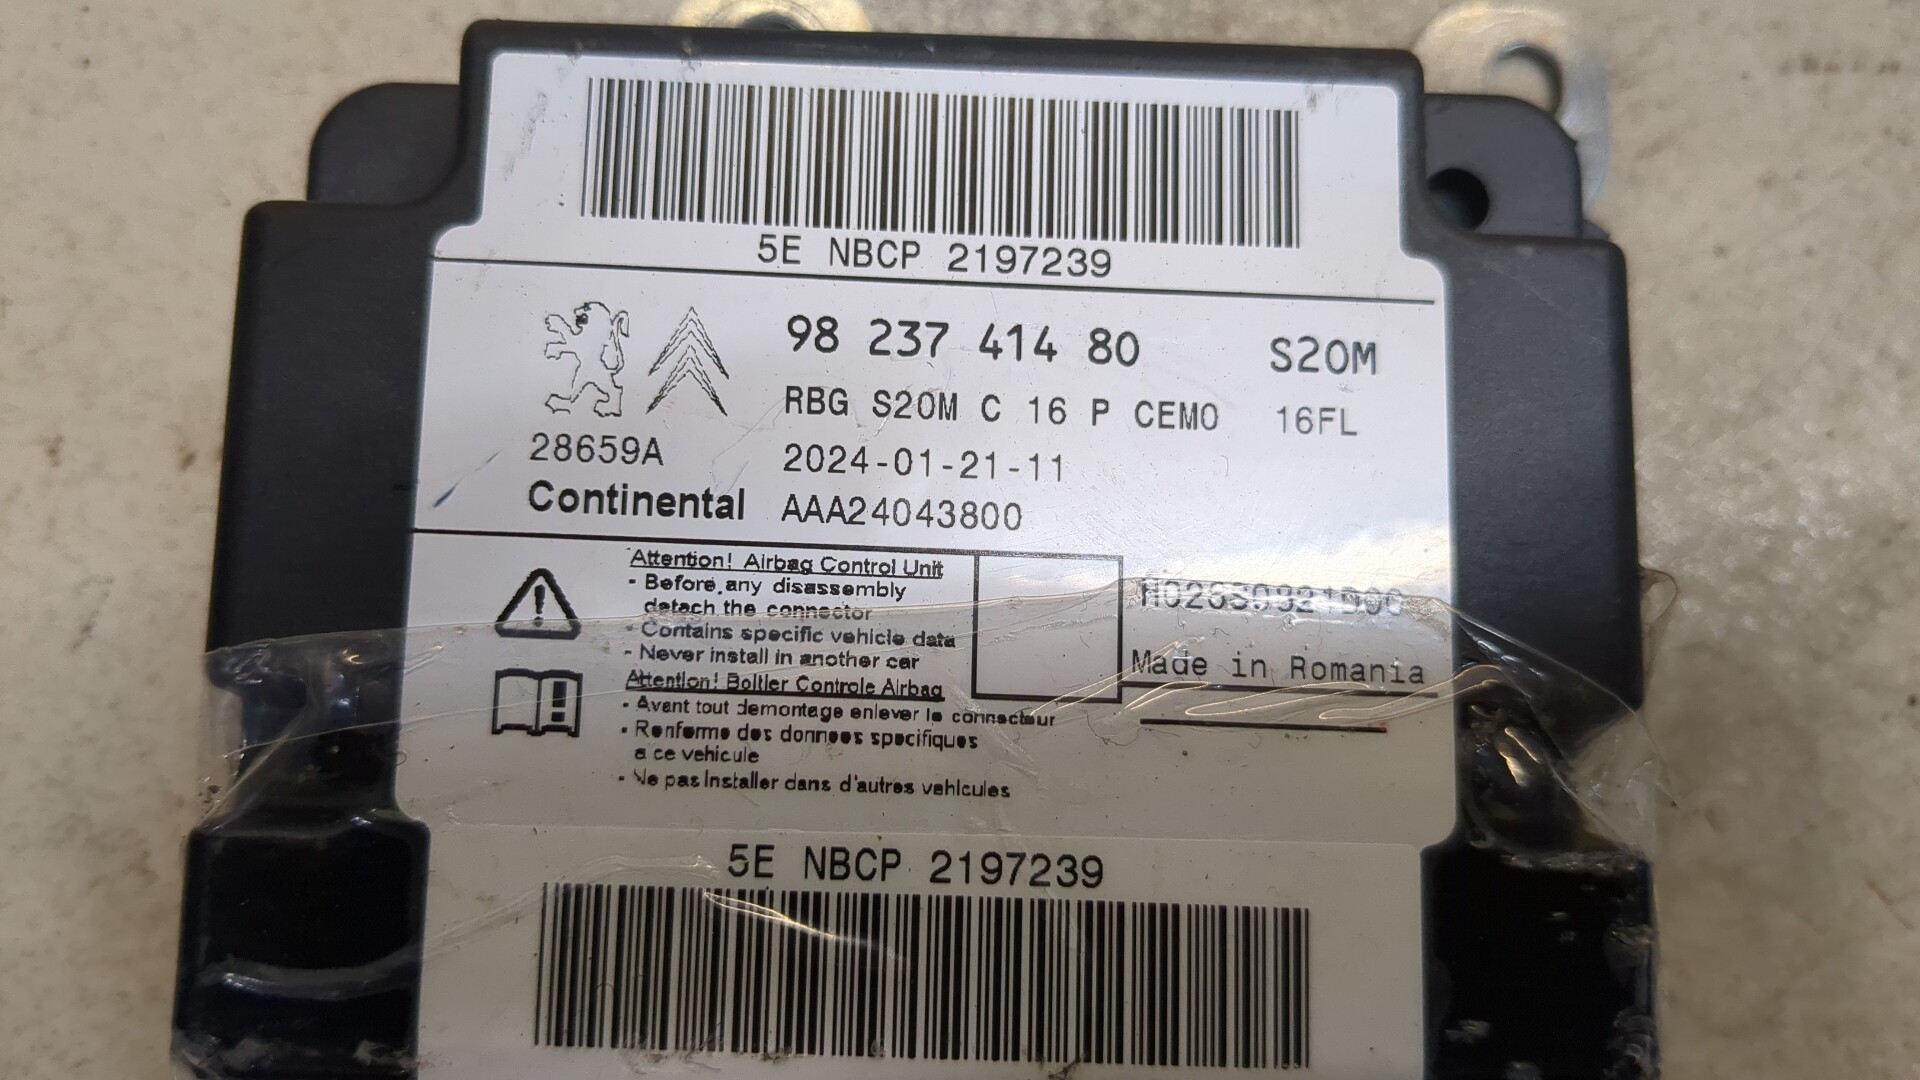 5E NBCP 2197239
98 237 414 80 S20M
RBG S20M C 16 P CEMO 16FL
28659A 2024-01-21-11
Continental AAA24043800
Attention! Airbag Control Unit
- Before any disassembly
detach the connector
- Contains specific vehicle data
- Never install in another car
Made in Romania
Attention! Boitier Controle Airbag
- Avant tout demontage enlever le connecteur
- Renferme des donnees specifiques
a ce vehicule
- Ne pas Installer dans d'autres vehicules
5E NBCP 2197239